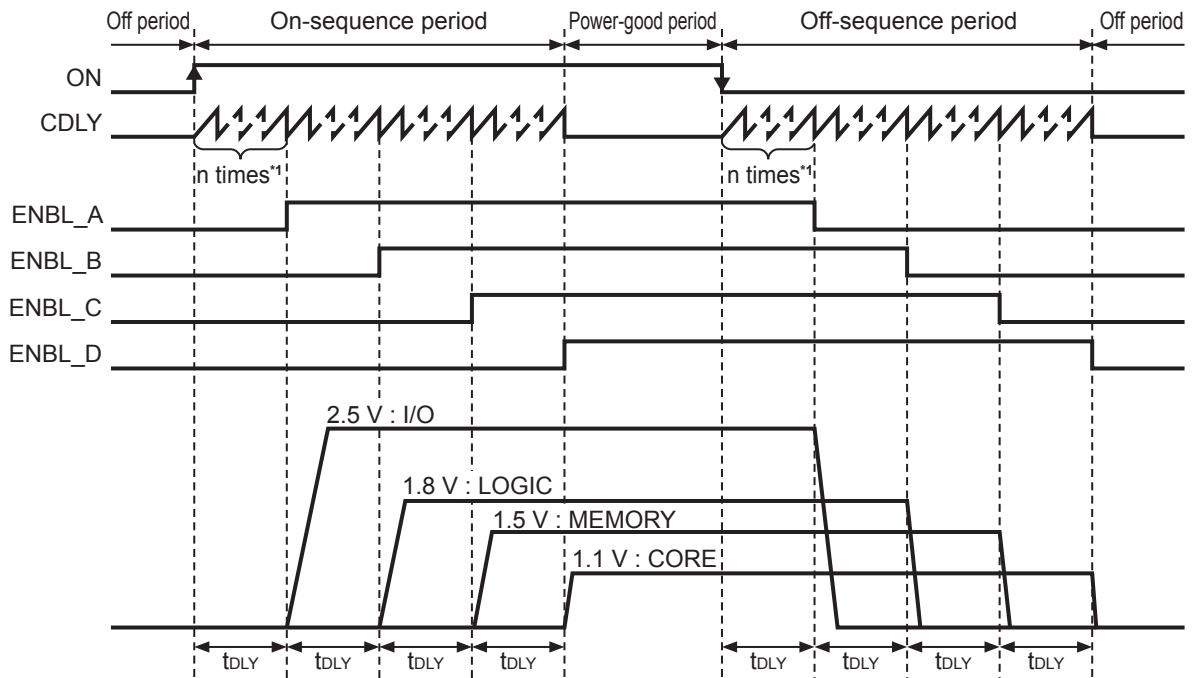 Off period On-sequence period Power-good period Off-sequence period Off period
ON
CDLY
n times*1 n times*1
ENBL_A
ENBL_B
ENBL_C
ENBL_D
2.5 V : I/O
1.8 V : LOGIC
1.5 V : MEMORY
1.1 V : CORE
tDLY tDLY tDLY tDLY tDLY tDLY tDLY tDLY